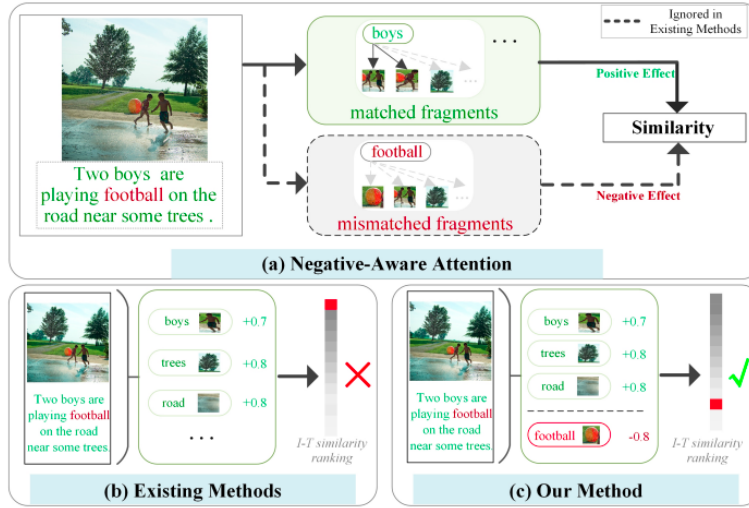 Two boys are
playing football on the
road near some trees .
boys
...
matched fragments
football
mismatched fragments
Ignored in
Existing Methods
Positive Effect
Similarity
Negative Effect
(a) Negative-Aware Attention
Two boys are
playing football
on the road
near some trees.
boys +0.7
trees +0.8
road +0.8
...
I-T similarity
ranking
(b) Existing Methods
Two boys are
playing football
on the road
near some trees.
boys +0.7
trees +0.8
road +0.8
football -0.8
I-T similarity
ranking
(c) Our Method